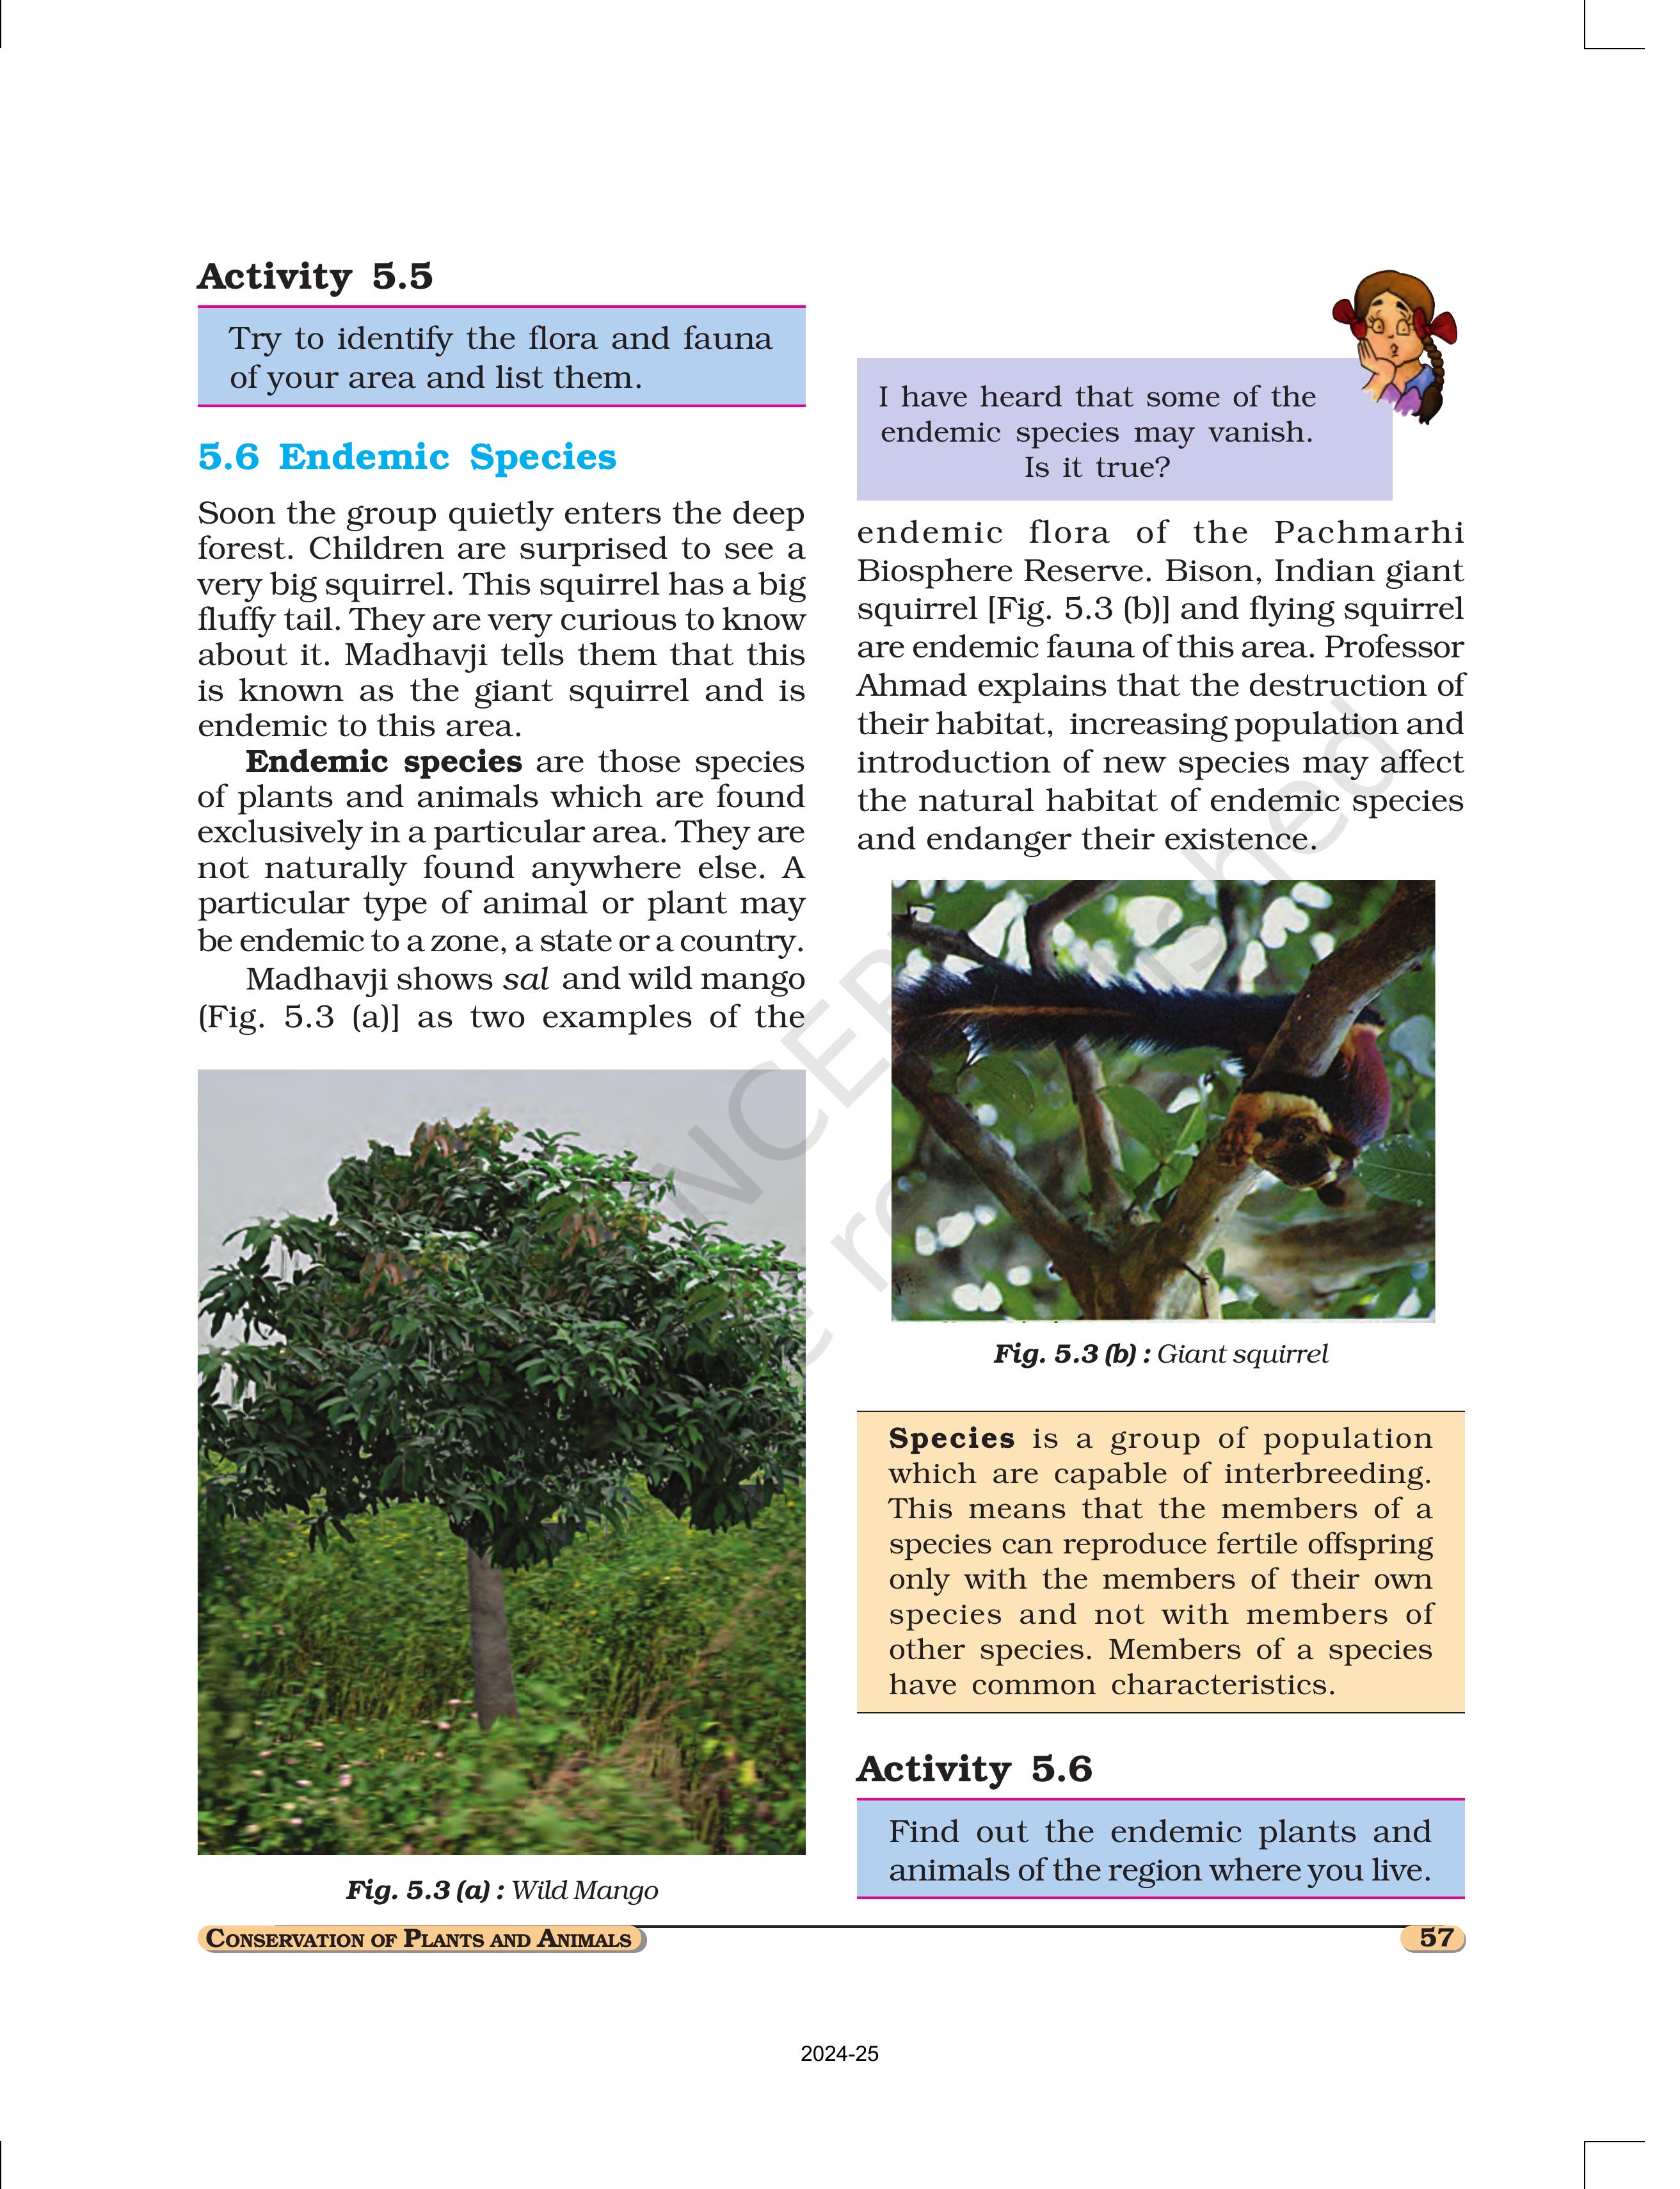 Activity 5.5
Try to identify the flora and fauna
of your area and list them.
5.6 Endemic Species
Soon the group quietly enters the deep
forest. Children are surprised to see a
very big squirrel. This squirrel has a big
fluffy tail. They are very curious to know
about it. Madhavji tells them that this
is known as the giant squirrel and is
endemic to this area.
Endemic species are those species
of plants and animals which are found
exclusively in a particular area. They are
not naturally found anywhere else. A
particular type of animal or plant may
be endemic to a zone, a state or a country.
Madhavji shows sal and wild mango
(Fig. 5.3 (a)] as two examples of the
Fig. 5.3 (a) : Wild Mango
I have heard that some of the
endemic species may vanish.
Is it true?
endemic flora of the Pachmarhi
Biosphere Reserve. Bison, Indian giant
squirrel [Fig. 5.3 (b)] and flying squirrel
are endemic fauna of this area. Professor
Ahmad explains that the destruction of
their habitat, increasing population and
introduction of new species may affect
the natural habitat of endemic species
and endanger their existence.
Fig. 5.3 (b) : Giant squirrel
Species is a group of population
which are capable of interbreeding.
This means that the members of a
species can reproduce fertile offspring
only with the members of their own
species and not with members of
other species. Members of a species
have common characteristics.
Activity 5.6
Find out the endemic plants and
animals of the region where you live.
CONSERVATION OF PLANTS AND ANIMALS
57
2024-25